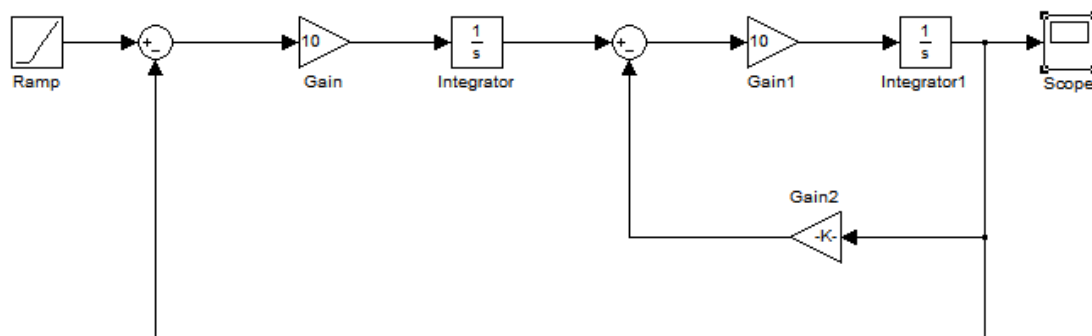 +
-
10
1
s
+
-
10
1
s
Ramp
Gain
Integrator
Gain1
Integrator1
Scope
Gain2
-K-